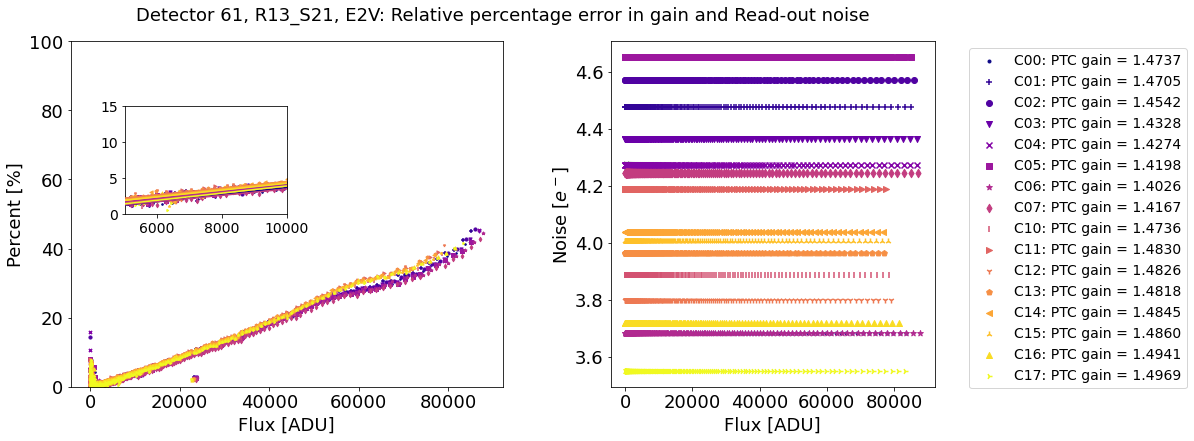 Detector 61, R13_S21, E2V: Relative percentage error in gain and Read-out noise
100
80
60
40
20
0
Percent [%]
0 20000 40000 60000 80000
Flux [ADU]
15
10
5
0
6000 8000 10000
4.6
4.4
4.2
4.0
3.8
3.6
Noise [e⁻]
0 20000 40000 60000 80000
Flux [ADU]
C00: PTC gain = 1.4737
C01: PTC gain = 1.4705
C02: PTC gain = 1.4542
C03: PTC gain = 1.4328
C04: PTC gain = 1.4274
C05: PTC gain = 1.4198
C06: PTC gain = 1.4026
C07: PTC gain = 1.4167
C10: PTC gain = 1.4736
C11: PTC gain = 1.4830
C12: PTC gain = 1.4826
C13: PTC gain = 1.4818
C14: PTC gain = 1.4845
C15: PTC gain = 1.4860
C16: PTC gain = 1.4941
C17: PTC gain = 1.4969